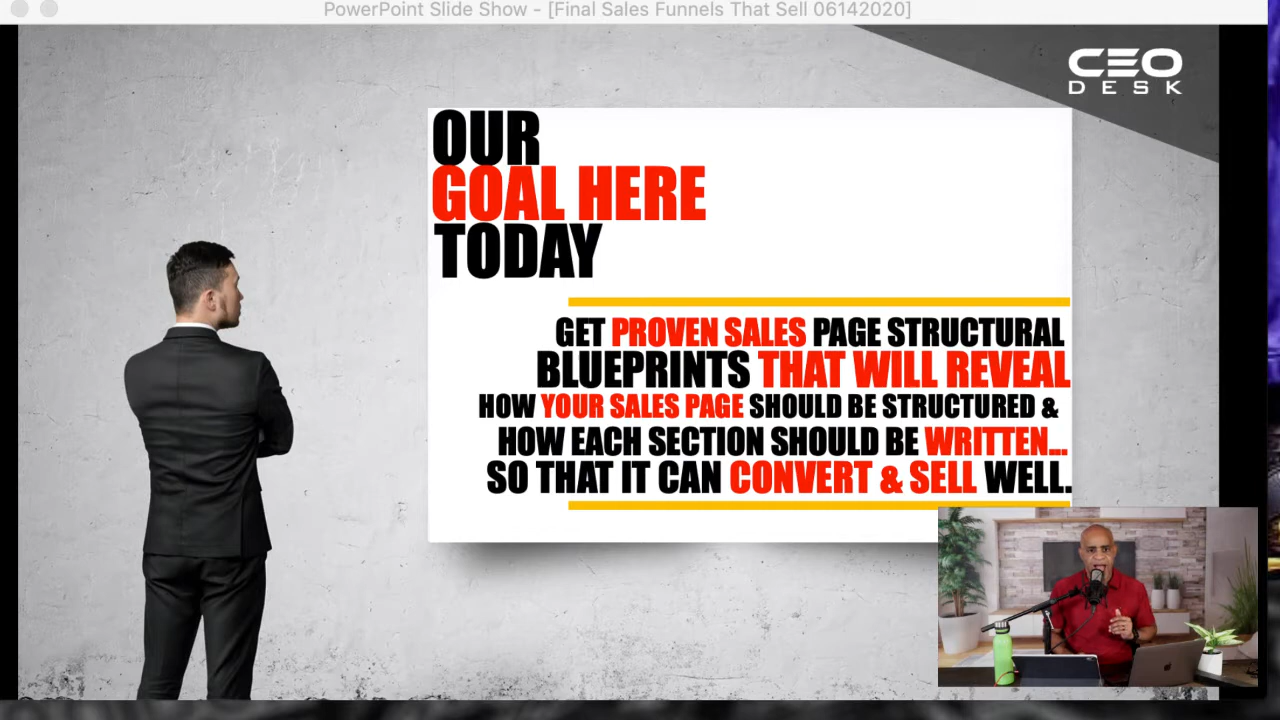 PowerPoint Slide Show - [Final Sales Funnels That Sell 06142020]
CEO
DESK
OUR
GOAL HERE
TODAY
GET PROVEN SALES PAGE STRUCTURAL
BLUEPRINTS THAT WILL REVEAL
HOW YOUR SALES PAGE SHOULD BE STRUCTURED &
HOW EACH SECTION SHOULD BE WRITTEN...
SO THAT IT CAN CONVERT & SELL WELL.